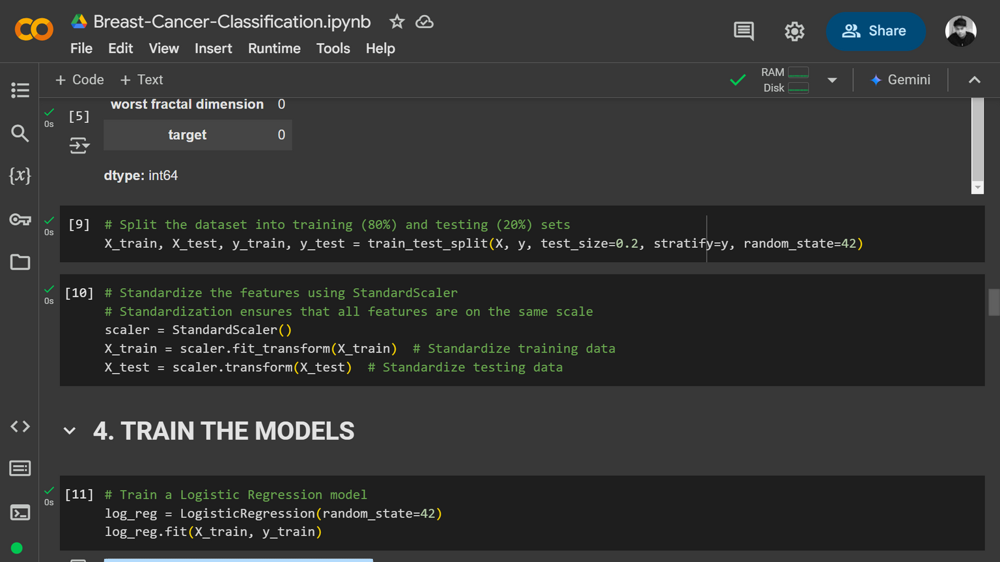 Breast-Cancer-Classification.ipynb
File Edit View Insert Runtime Tools Help
Share
+ Code + Text
RAM
Disk
Gemini
worst fractal dimension 0
[5]
0s
target 0
dtype: int64
[9] # Split the dataset into training (80%) and testing (20%) sets
0s
X_train, X_test, y_train, y_test = train_test_split(X, y, test_size=0.2, stratify=y, random_state=42)
[10] # Standardize the features using StandardScaler
0s
# Standardization ensures that all features are on the same scale
scaler = StandardScaler()
X_train = scaler.fit_transform(X_train)  # Standardize training data
X_test = scaler.transform(X_test)  # Standardize testing data
4. TRAIN THE MODELS
[11] # Train a Logistic Regression model
0s
log_reg = LogisticRegression(random_state=42)
log_reg.fit(X_train, y_train)